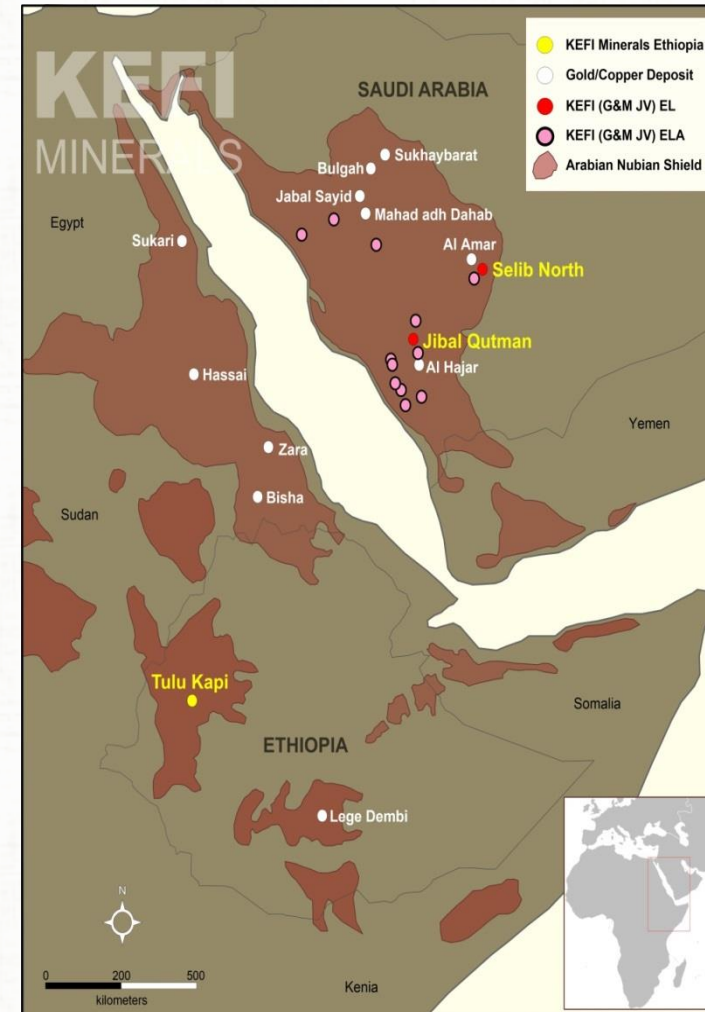 KEFI
MINERALS
KEFI Minerals Ethiopia
Gold/Copper Deposit
KEFI (G&M JV) EL
KEFI (G&M JV) ELA
Arabian Nubian Shield
SAUDI ARABIA
Sukhaybarat
Bulgah
Jabal Sayid
Mahad adh Dahab
Egypt
Sukari
Al Amar
Selib North
Jibal Qutman
Al Hajar
Hassai
Yemen
Zara
Bisha
Sudan
Tulu Kapi
Somalia
ETHIOPIA
Lege Dembi
N
0 200 500
kilometers
Kenia